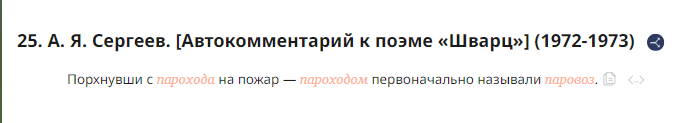 25. А. Я. Сергеев. [Автокомментарий к поэме «Шварц»] (1972-1973)
Порхнувши с парохода на пожар — пароходом первоначально называли паровоз.